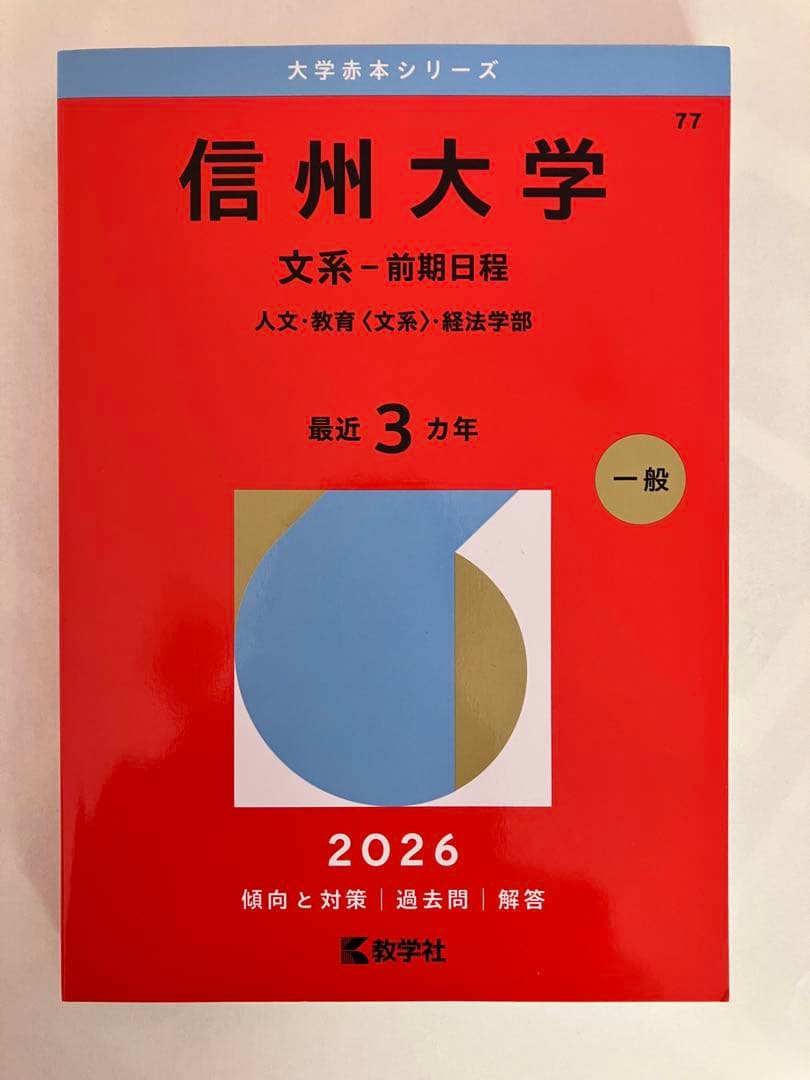 大学赤本シリーズ
77
信州大学
文系-前期日程
人文・教育〈文系〉・経法学部
最近3カ年
一般
2026
傾向と対策｜過去問｜解答
教学社